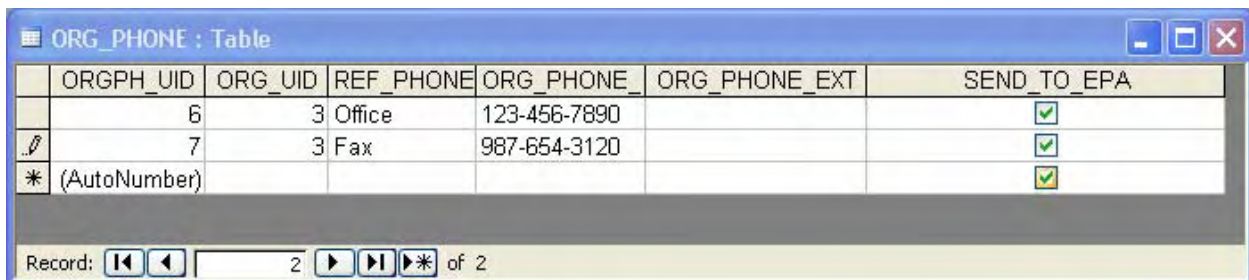 ORG_PHONE : Table
ORGPH_UID ORG_UID REF_PHONE ORG_PHONE_ ORG_PHONE_EXT SEND_TO_EPA
6 3 Office 123-456-7890
7 3 Fax 987-654-3120
(AutoNumber)
Record: 2 of 2